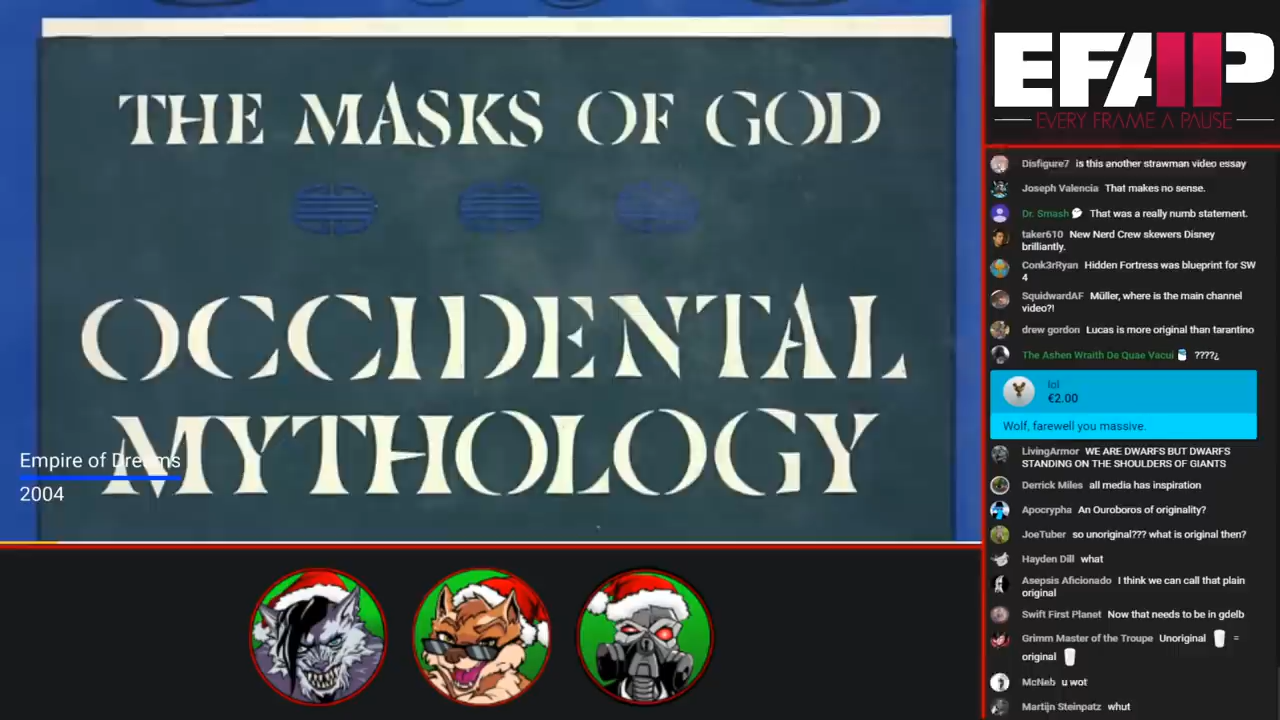 THE MASKS OF GOD
OCCIDENTAL
MYTHOLOGY
Empire of Dreams
2004
EFAP
EVERY FRAME A PAUSE
Disfigure7 is this another strawman video essay
Joseph Valencia That makes no sense.
Dr. Smash That was a really numb statement.
taker610 New Nerd Crew skewers Disney
brilliantly.
Conk3rRyan Hidden Fortress was blueprint for SW
4
SquidwardAF Müller, where is the main channel
video?!
drew gordon Lucas is more original than tarantino
The Ashen Wraith De Quae Vacui ????¿
lol
€2.00
Wolf, farewell you massive.
LivingArmor WE ARE DWARFS BUT DWARFS
STANDING ON THE SHOULDERS OF GIANTS
Derrick Miles all media has inspiration
Apocrypha An Ouroboros of originality?
JoeTuber so unoriginal??? what is original then?
Hayden Dill what
Asepsis Aficionado I think we can call that plain
original
Swift First Planet Now that needs to be in gdelb
Grimm Master of the Troupe Unoriginal =
original
McNeb u wot
Martijn Steinpatz whut